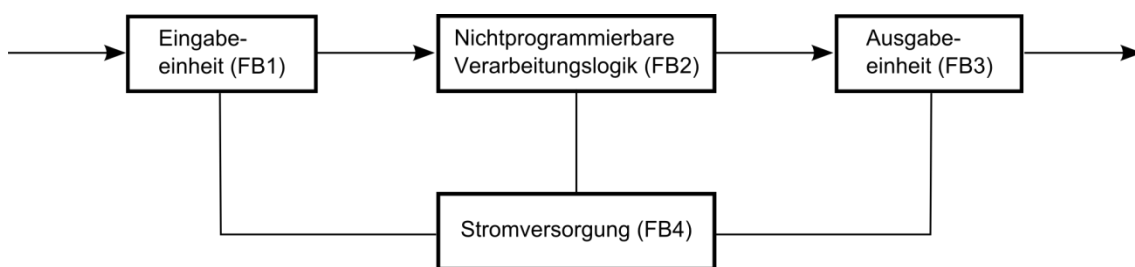 Eingabe-
einheit (FB1)
Nichtprogrammierbare
Verarbeitungslogik (FB2)
Ausgabe-
einheit (FB3)
Stromversorgung (FB4)